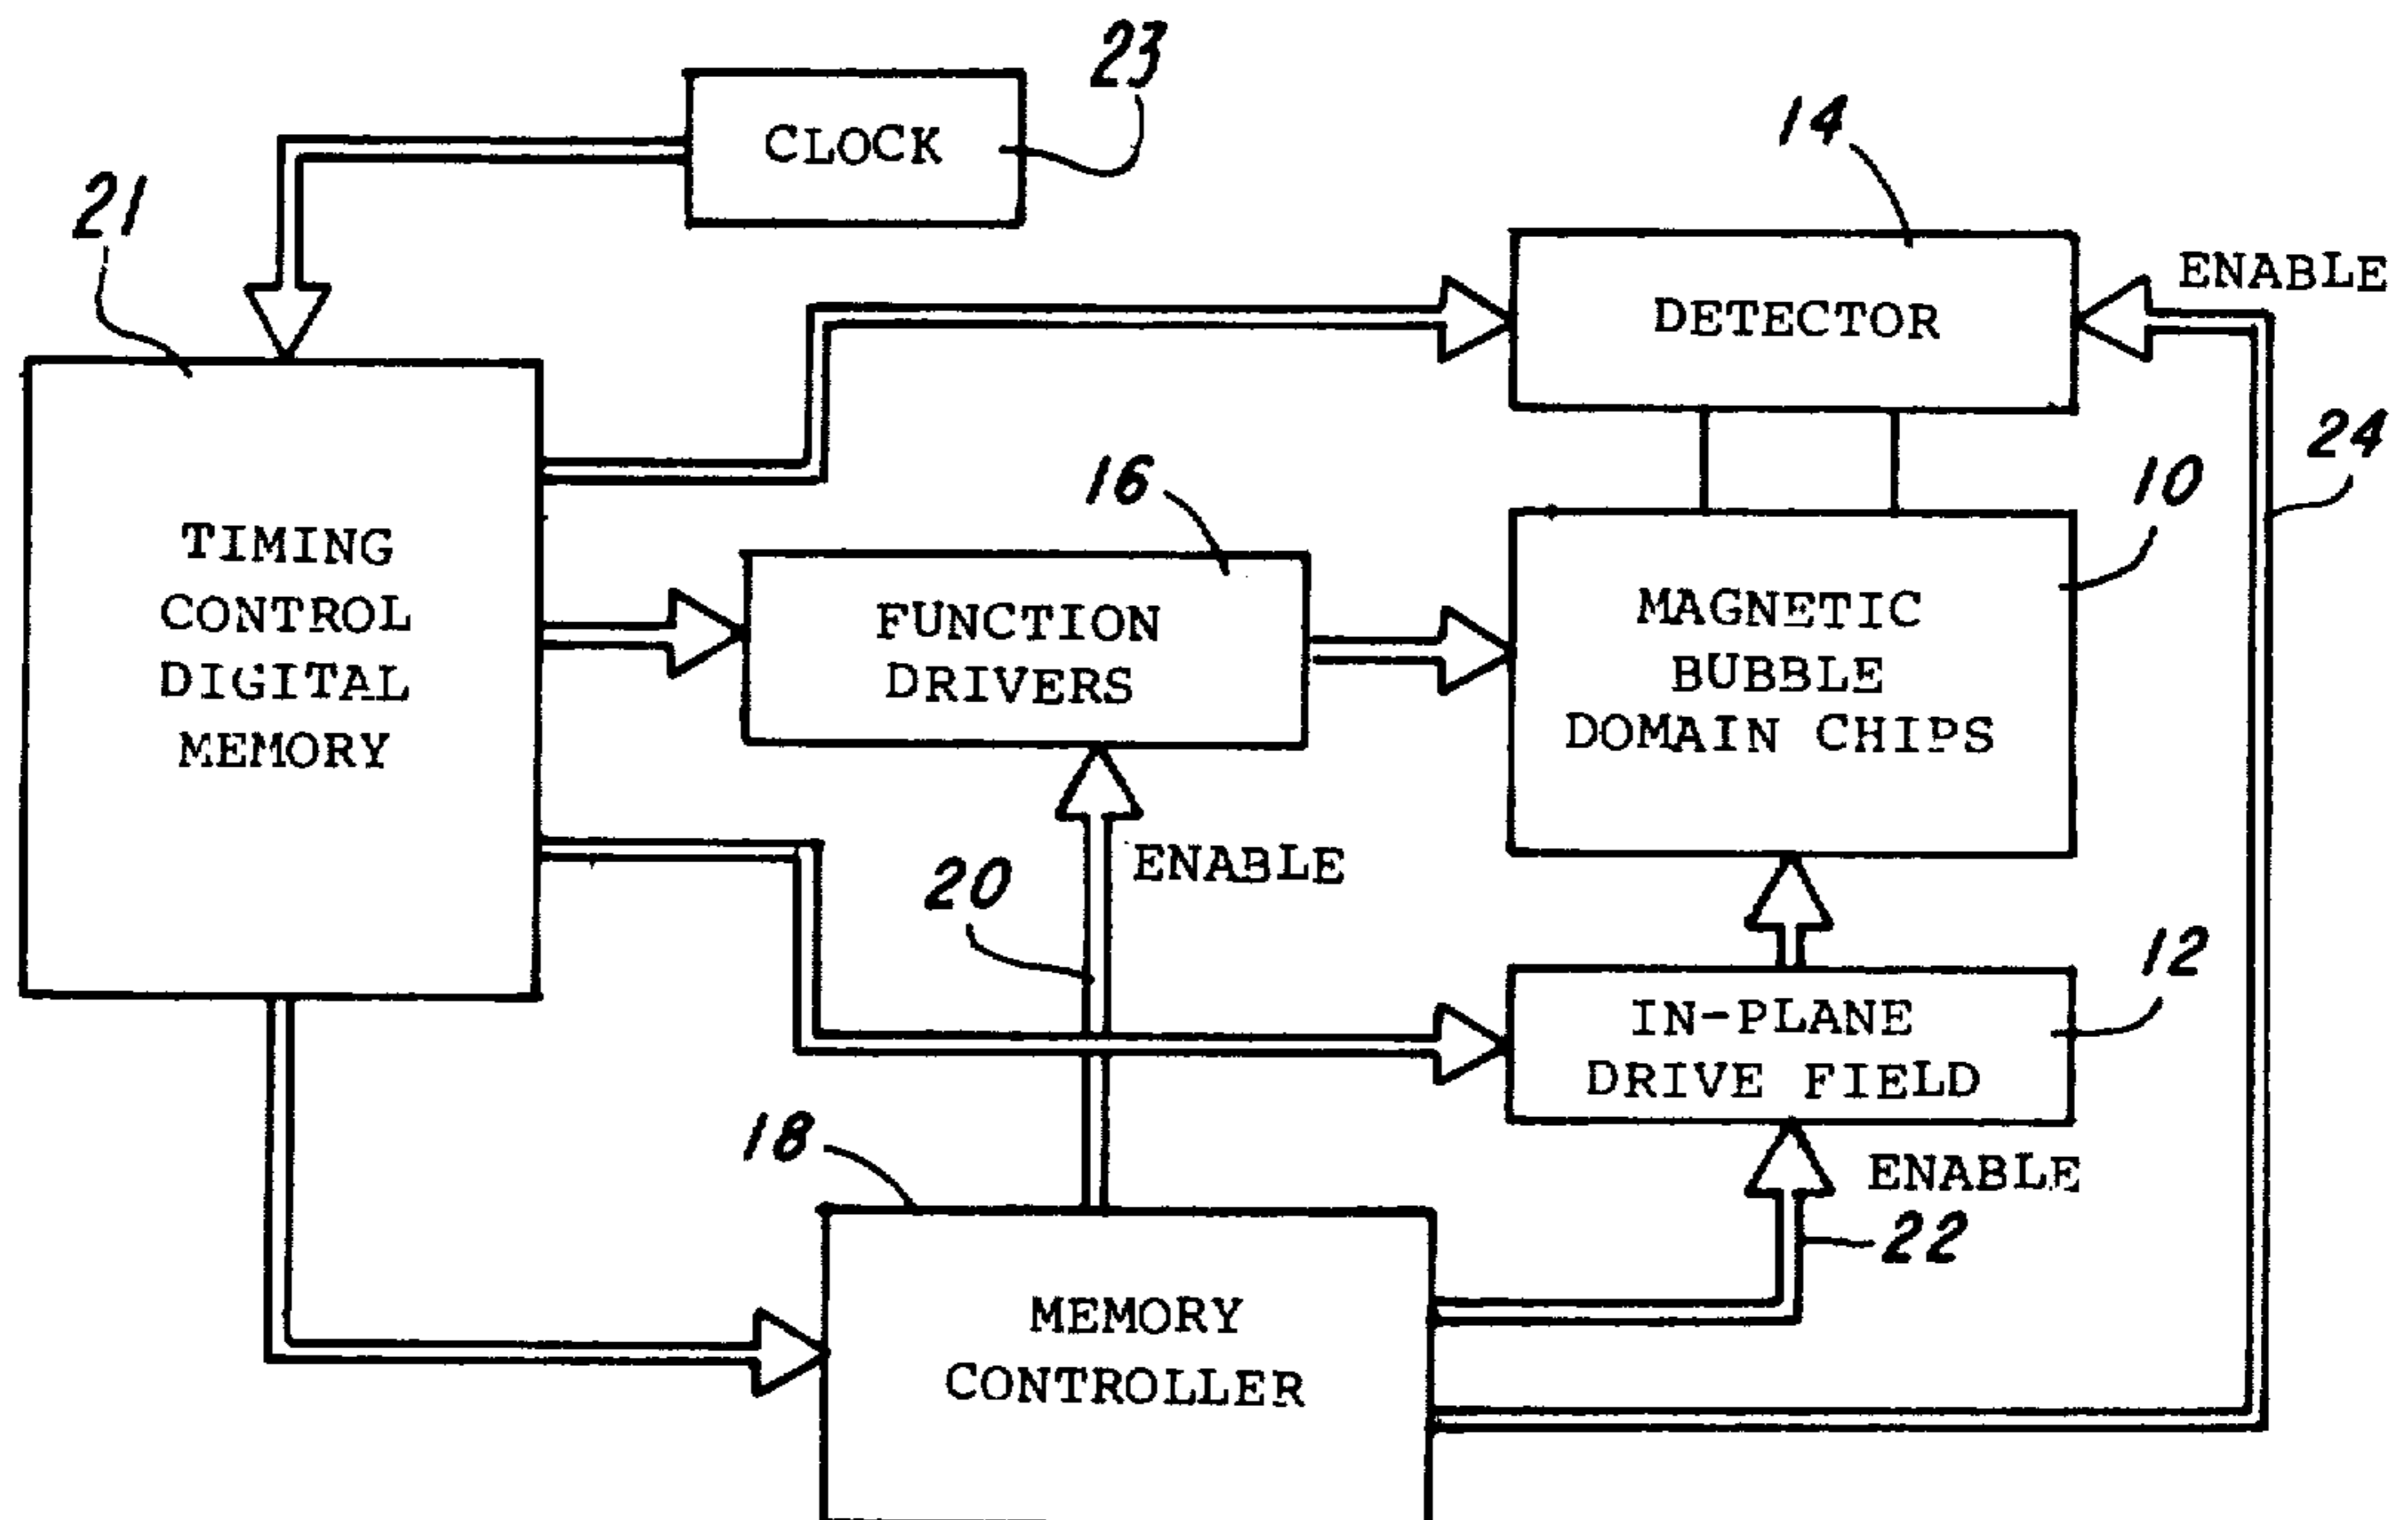 23
CLOCK
14
21
ENABLE
DETECTOR
24
16
10
TIMING
CONTROL
DIGITAL
MEMORY
FUNCTION
DRIVERS
MAGNETIC
BUBBLE
DOMAIN CHIPS
20
ENABLE
12
IN-PLANE
DRIVE FIELD
18
ENABLE
22
MEMORY
CONTROLLER